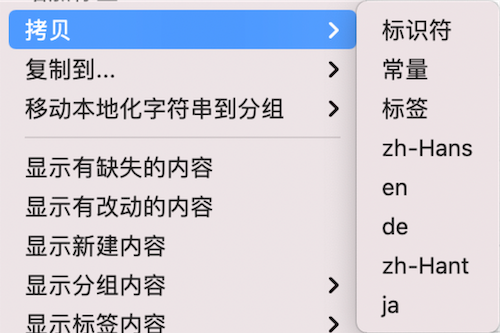 拷贝
复制到...
移动本地化字符串到分组
显示有缺失的内容
显示有改动的内容
显示新建内容
显示分组内容
显示标签内容
标识符
常量
标签
zh-Hans
en
de
zh-Hant
ja